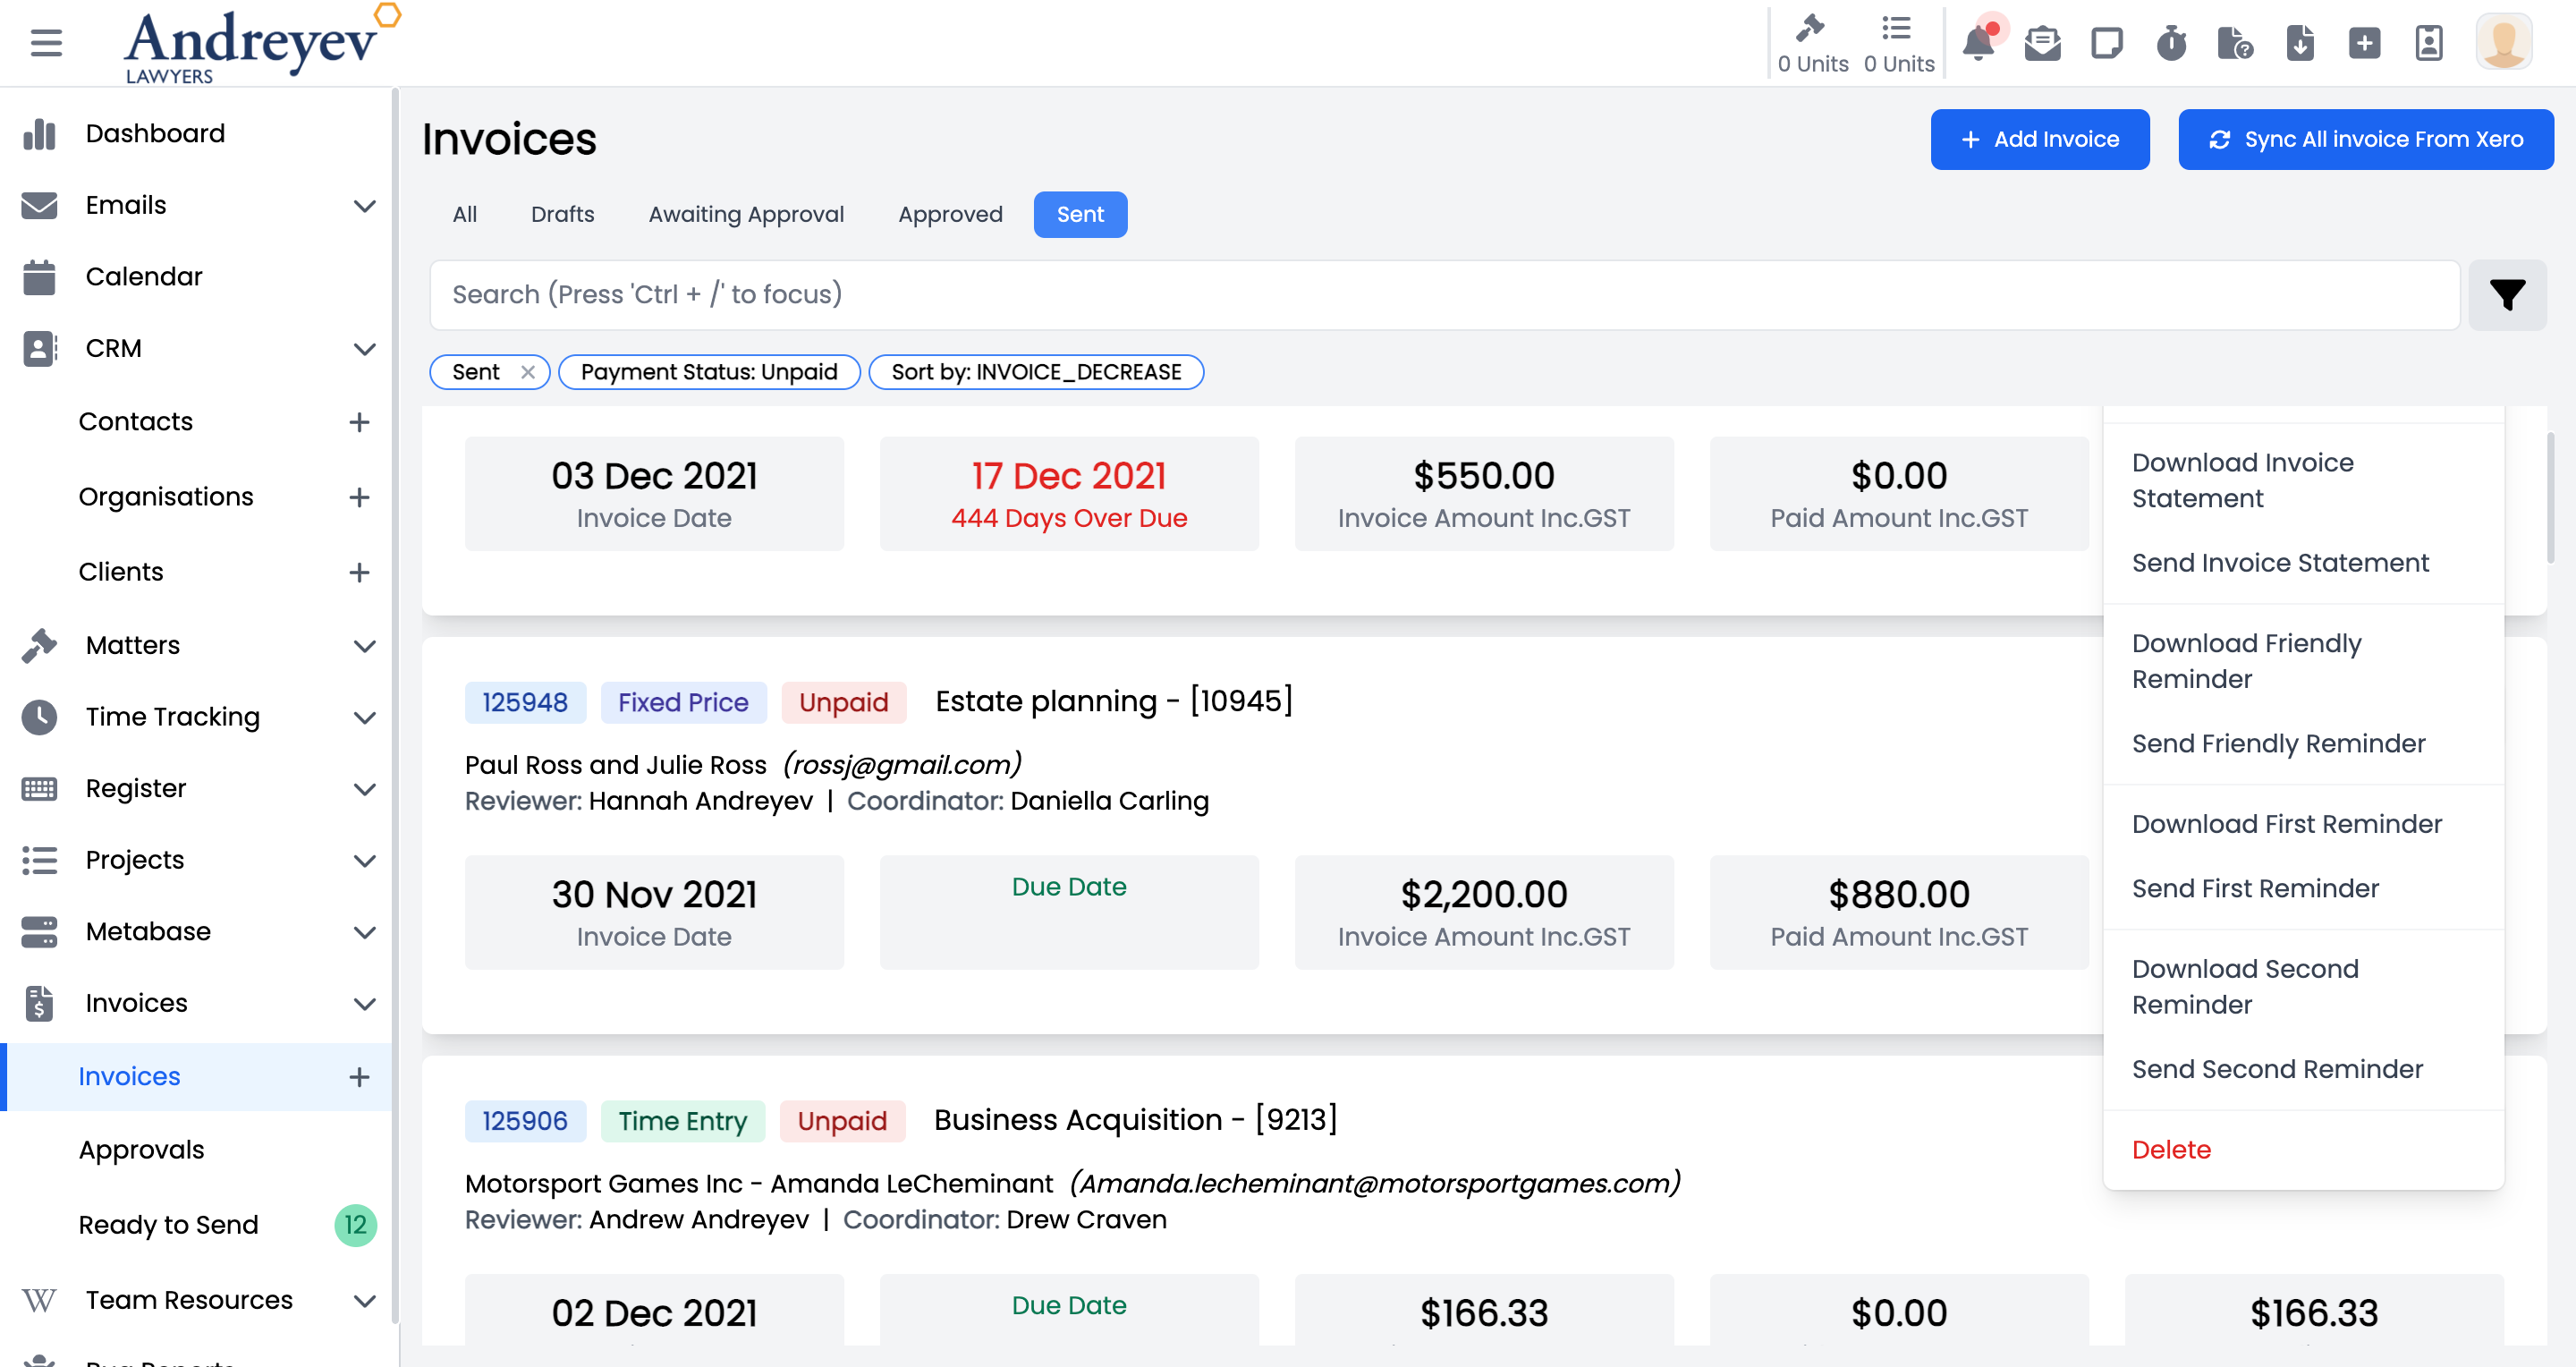 Andreyev
LAWYERS
0 Units
0 Units
Dashboard
Emails
Calendar
CRM
Contacts
Organisations
Clients
Matters
Time Tracking
Register
Projects
Metabase
Invoices
Invoices
Approvals
Ready to Send 12
Team Resources
Invoices
+ Add Invoice
Sync All invoice From Xero
All
Drafts
Awaiting Approval
Approved
Sent
Search (Press 'Ctrl + /' to focus)
Sent
Payment Status: Unpaid
Sort by: INVOICE_DECREASE
03 Dec 2021
Invoice Date
17 Dec 2021
444 Days Over Due
$550.00
Invoice Amount Inc.GST
$0.00
Paid Amount Inc.GST
125948 Fixed Price Unpaid Estate planning - [10945]
Paul Ross and Julie Ross (rossj@gmail.com)
Reviewer: Hannah Andreyev | Coordinator: Daniella Carling
30 Nov 2021
Invoice Date
Due Date
$2,200.00
Invoice Amount Inc.GST
$880.00
Paid Amount Inc.GST
125906 Time Entry Unpaid Business Acquisition - [9213]
Motorsport Games Inc - Amanda LeCheminant (Amanda.lecheminant@motorsportgames.com)
Reviewer: Andrew Andreyev | Coordinator: Drew Craven
02 Dec 2021
Due Date
$166.33
$0.00
$166.33
Download Invoice
Statement
Send Invoice Statement
Download Friendly
Reminder
Send Friendly Reminder
Download First Reminder
Send First Reminder
Download Second
Reminder
Send Second Reminder
Delete